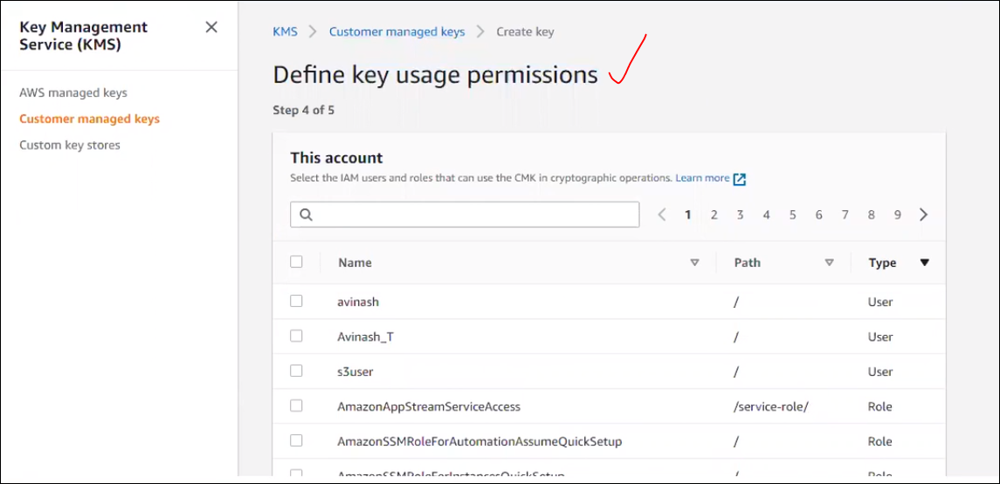 Key Management
Service (KMS)
AWS managed keys
Customer managed keys
Custom key stores
KMS > Customer managed keys > Create key
Define key usage permissions
Step 4 of 5
This account
Select the IAM users and roles that can use the CMK in cryptographic operations. Learn more
1 2 3 4 5 6 7 8 9
Name Path Type
avinash / User
Avinash_T / User
s3user / User
AmazonAppStreamServiceAccess /service-role/ Role
AmazonSSMRoleForAutomationAssumeQuickSetup / Role
AmazonSSMRoleForInstancesQuickSetup / Role